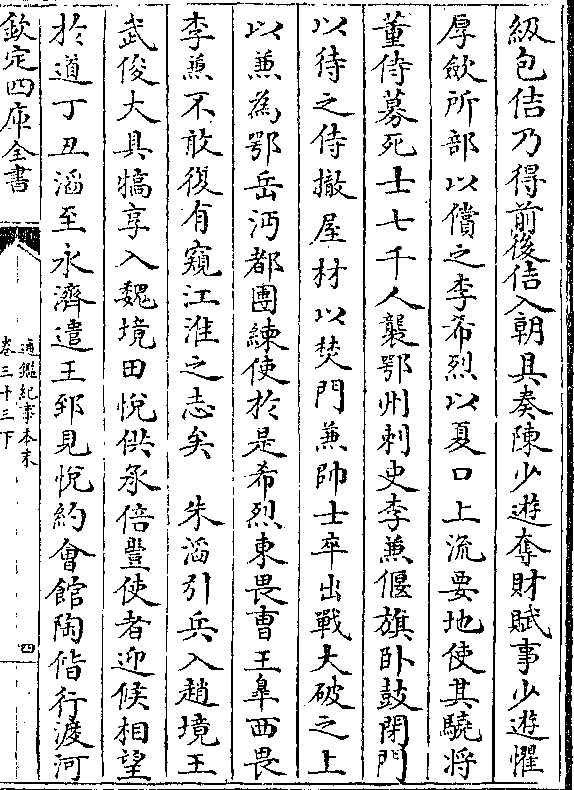 級包佶乃得前後佶入朝具奏陳少遊奪財賦事少遊懼
厚斂所部以償之李希烈以夏口上流要地使其驍将
董侍募死士七千人襲鄂州刺史李兼偃旗卧鼓閉門
以待之侍撤屋材以焚門兼帥士卒出戰大破之上
以兼為鄂岳沔都團練使於是希烈東畏曹王臯西畏
李兼不敢復有窺江淮之志矣　朱滔引兵入趙境王
武俊大具犒享入魏境田悅供承倍豐使者迎候相望
於道丁丑滔至永濟遣王郅見悅約會館陶偕行渡河
欽定四庫全書
通鑑紀事本末
卷三十三下
四